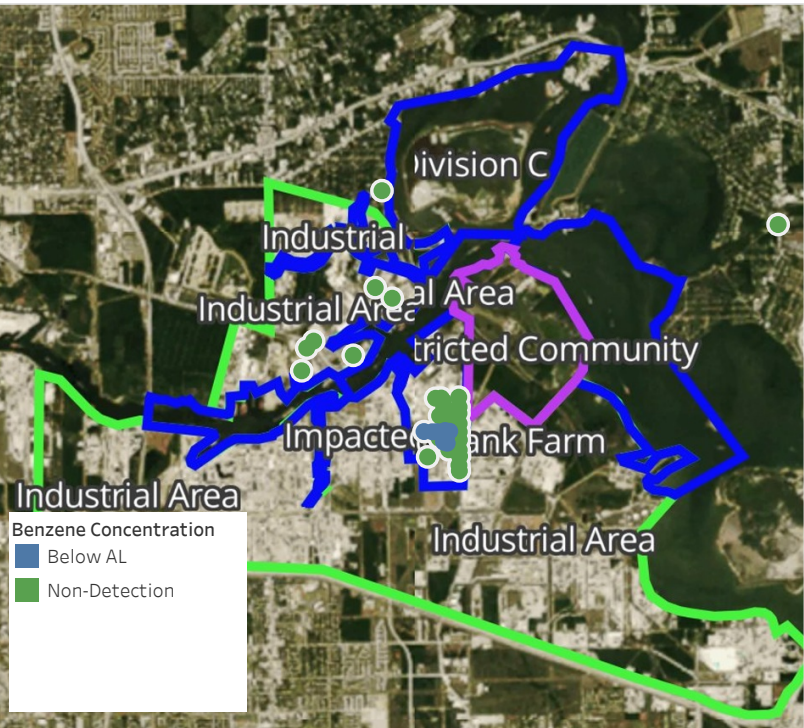 Division C
Industrial
al Area
Industrial Area
tricted Community
Impacted
ank Farm
Industrial Area
Industrial Area
Benzene Concentration
Below AL
Non-Detection